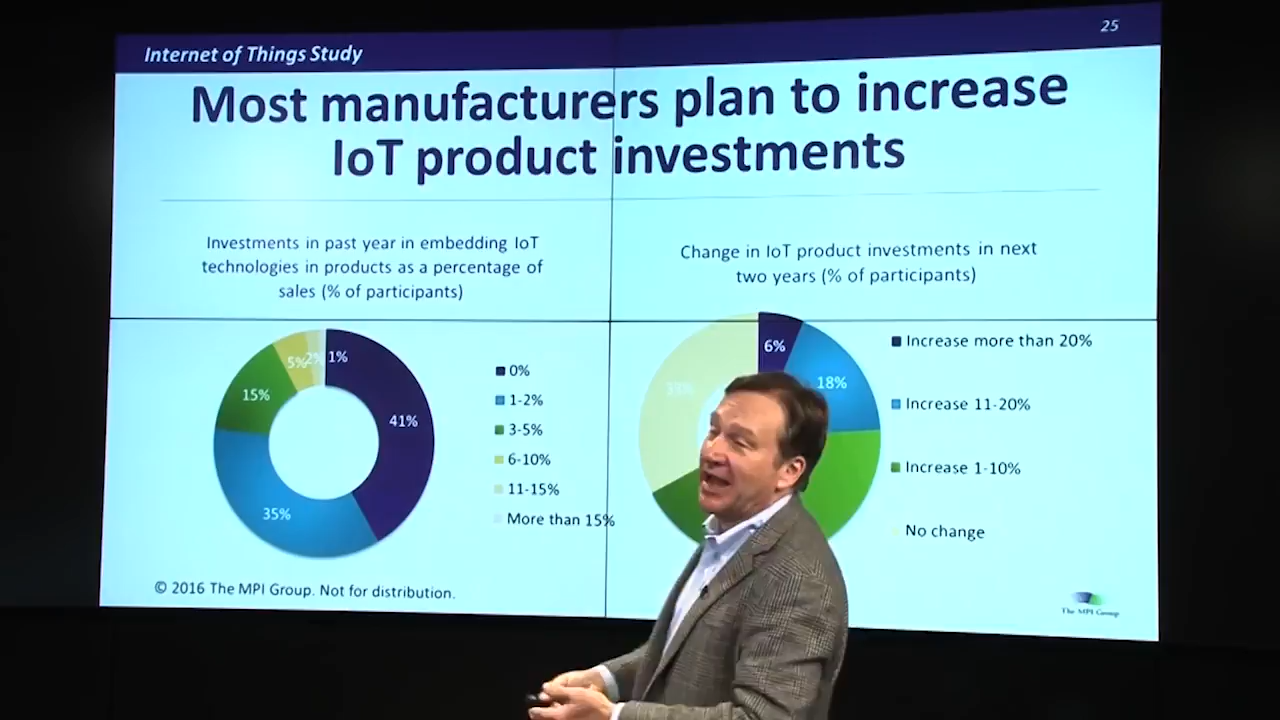 25
Internet of Things Study
Most manufacturers plan to increase
IoT product investments
Investments in past year in embedding IoT
technologies in products as a percentage of
sales (% of participants)
1%
2%
5%
15%
41%
35%
0%
1-2%
3-5%
6-10%
11-15%
More than 15%
Change in IoT product investments in next
two years (% of participants)
6%
18%
Increase more than 20%
Increase 11-20%
Increase 1-10%
No change
© 2016 The MPI Group. Not for distribution.
The MPI Group